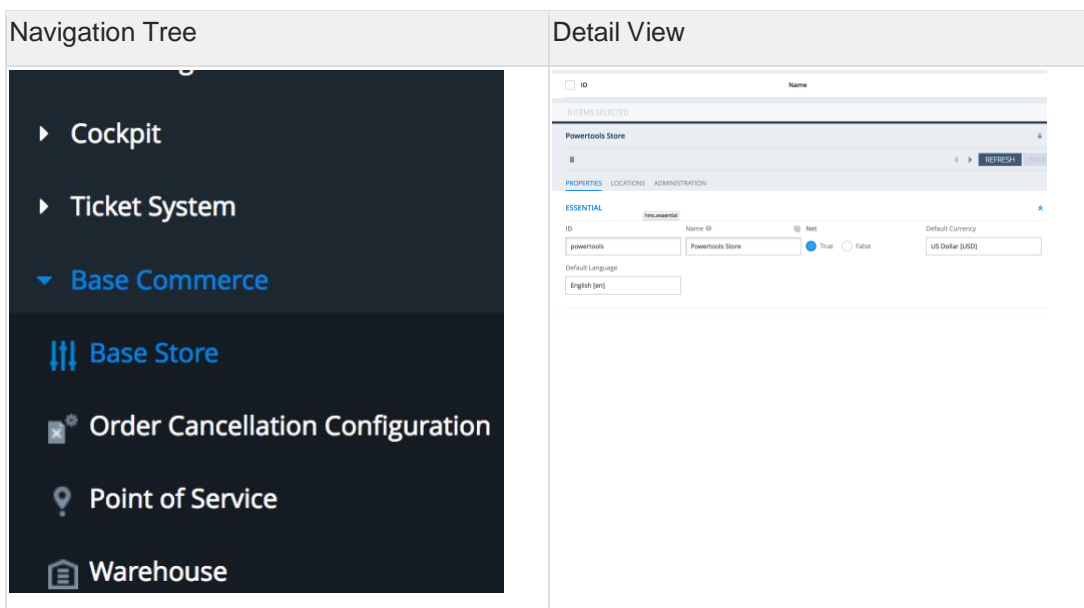 Navigation Tree
Detail View
Cockpit
Ticket System
Base Commerce
Base Store
Order Cancellation Configuration
Point of Service
Warehouse
ID Name
0 ITEMS SELECTED
Powertools Store
REFRESH
PROPERTIES LOCATIONS ADMINISTRATION
ESSENTIAL
hmc.essential
ID Name Net Default Currency
powertools Powertools Store True False US Dollar [USD]
Default Language
English [en]